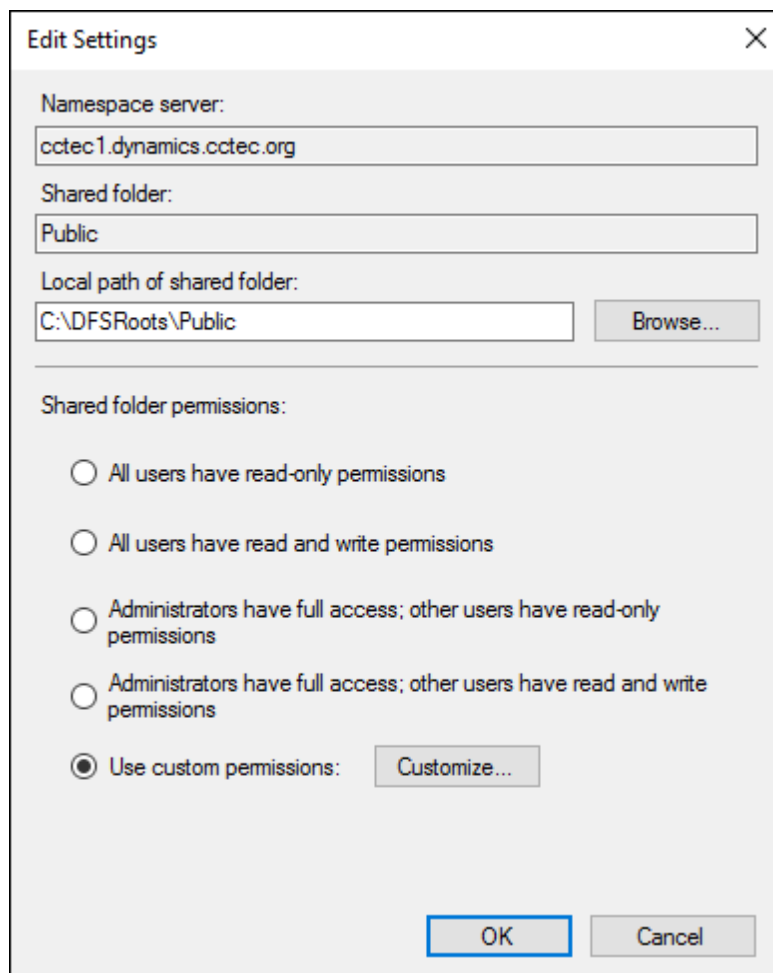 Edit Settings
Namespace server:
cctec1.dynamics.cctec.org
Shared folder:
Public
Local path of shared folder:
C:\DFSRoots\Public
Browse...
Shared folder permissions:
All users have read-only permissions
All users have read and write permissions
Administrators have full access; other users have read-only
permissions
Administrators have full access; other users have read and write
permissions
Use custom permissions:
Customize...
OK
Cancel